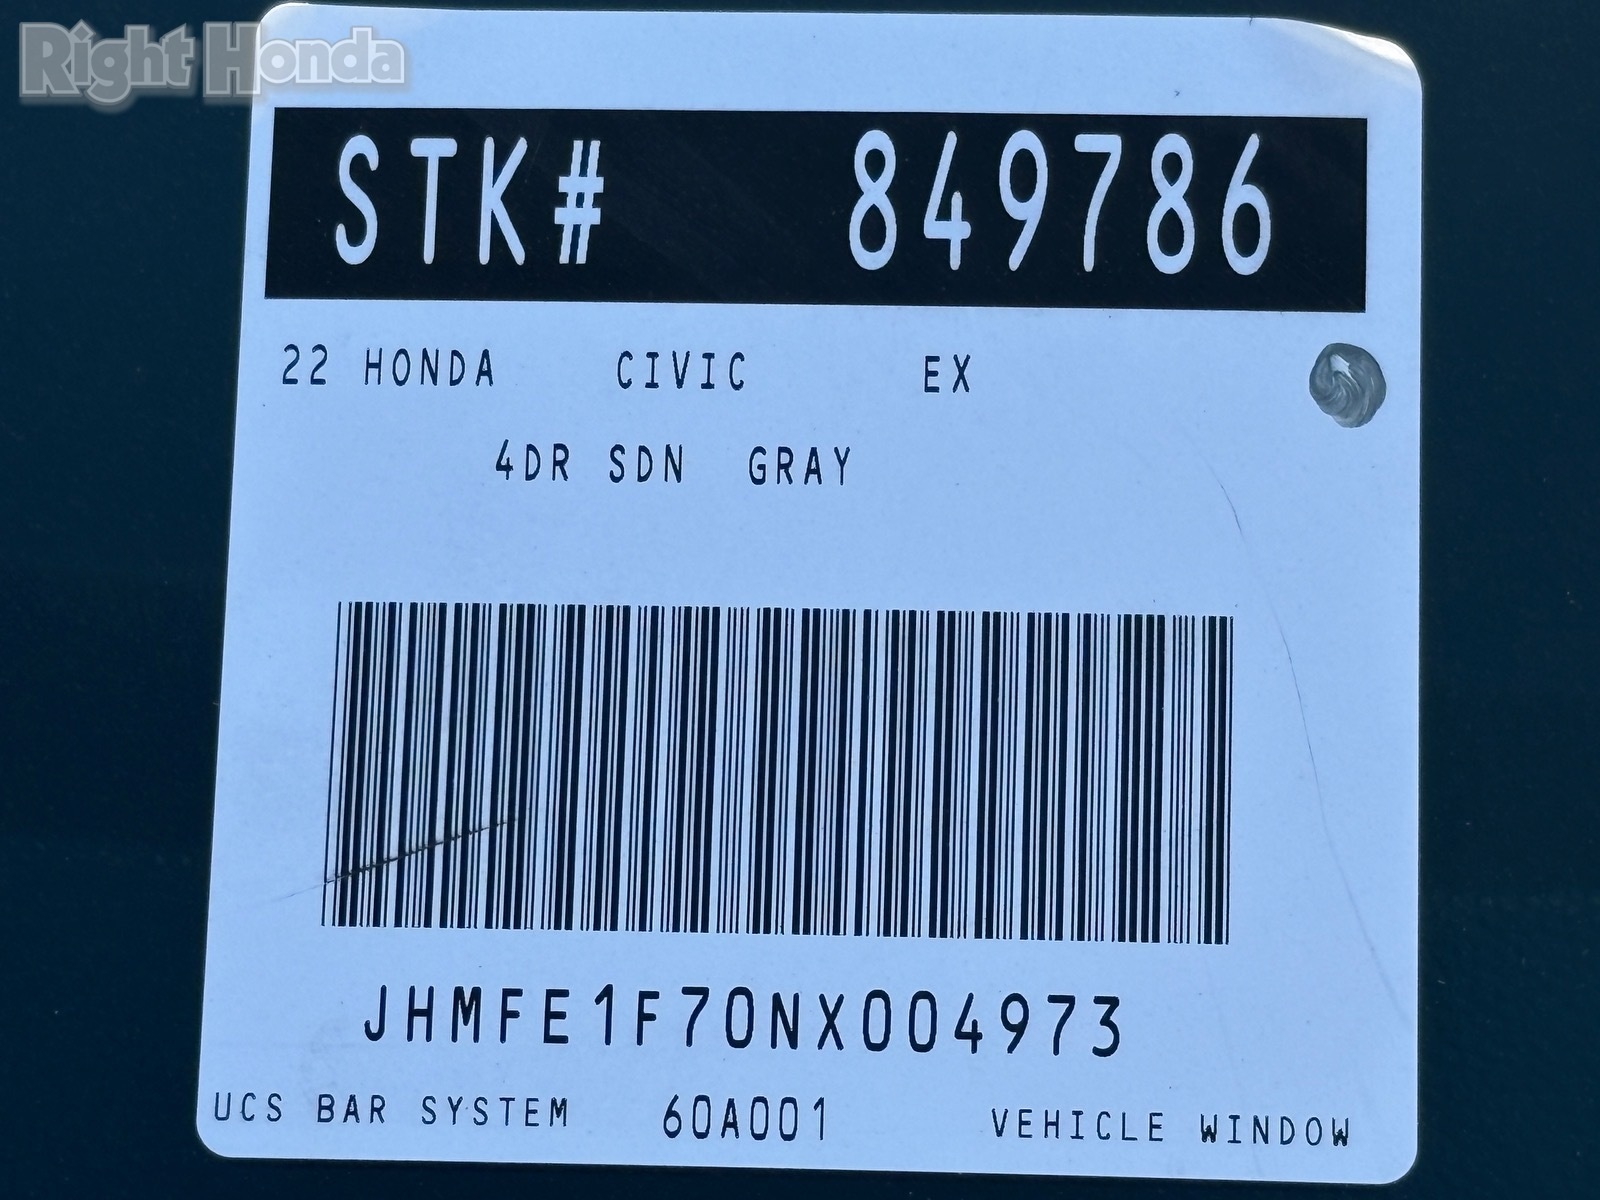 Right Honda
STK# 849786
22 HONDA CIVIC EX
4DR SDN GRAY
JHMFE1F70NX004973
UCS BAR SYSTEM 60A001 VEHICLE WINDOW